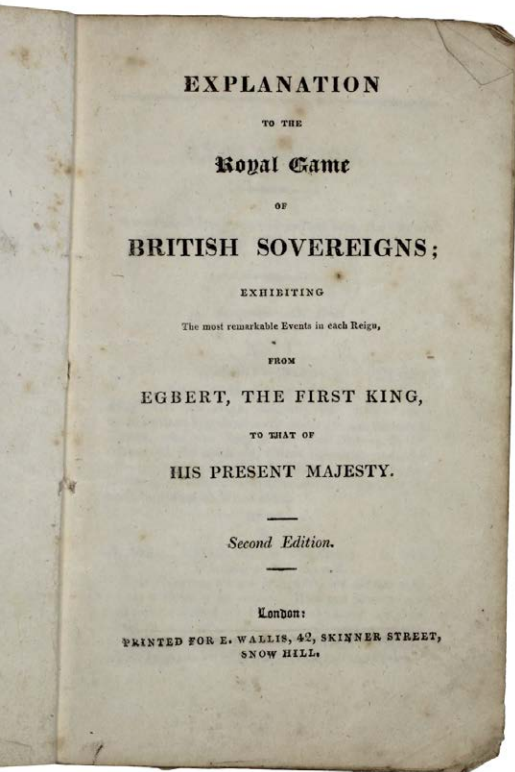 EXPLANATION
TO THE
Royal Game
OF
BRITISH SOVEREIGNS;
EXHIBITING
The most remarkable Events in each Reign,
FROM
EGBERT, THE FIRST KING,
TO THAT OF
HIS PRESENT MAJESTY.
Second Edition.
London:
PRINTED FOR E. WALLIS, 42, SKINNER STREET,
SNOW HILL.